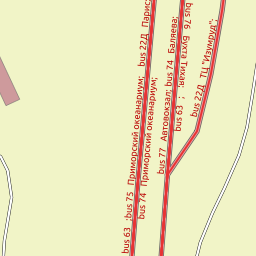 bus 22Д   Парис
bus 63   ;bus 75   Приморский океанариум;
bus 74   Приморский океанариум;
bus 77   Автовокзал; bus 74   Баляева;
bus 63   ;   bus 76   Бухта Тихая;
bus 22Д   ТЦ "Изумруд";